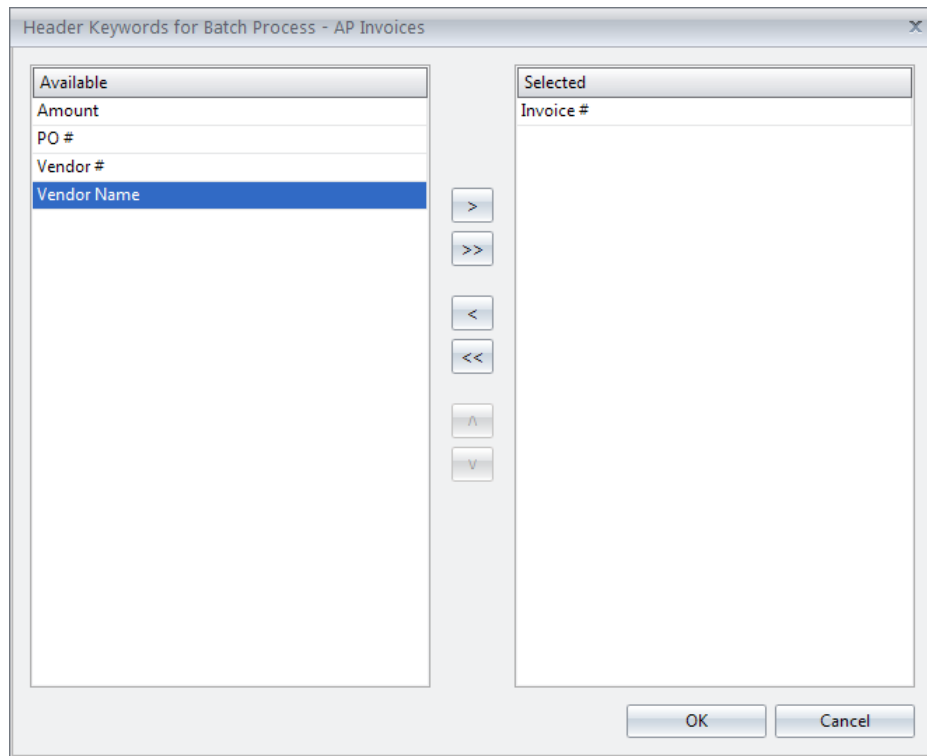 Header Keywords for Batch Process - AP Invoices
x
Available
Amount
PO #
Vendor #
Vendor Name
>
>>
<
<<
^
v
Selected
Invoice #
OK
Cancel